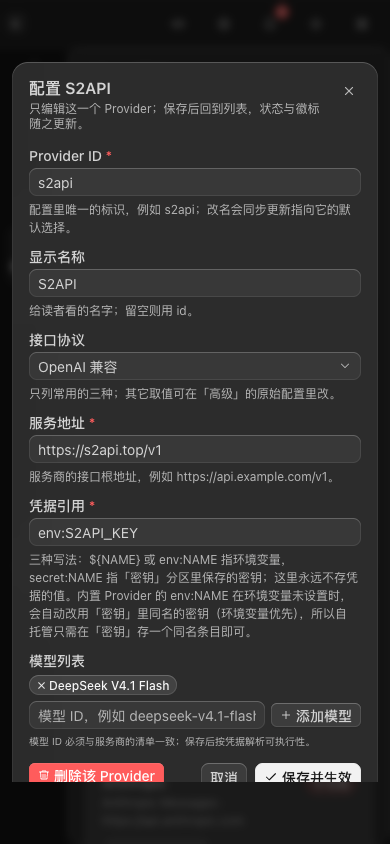 配置 S2API
只编辑这一个 Provider；保存后回到列表，状态与徽标
随之更新。
Provider ID *
s2api
配置里唯一的标识，例如 s2api；改名会同步更新指向它的默
认选择。
显示名称
S2API
给读者看的名字；留空则用 id。
接口协议
OpenAI 兼容
只列常用的三种；其它取值可在「高级」的原始配置里改。
服务地址 *
https://s2api.top/v1
服务商的接口根地址，例如 https://api.example.com/v1。
凭据引用 *
env:S2API_KEY
三种写法：${NAME} 或 env:NAME 指环境变量，
secret:NAME 指「密钥」分区里保存的密钥；这里永远不存凭
据的值。内置 Provider 的 env:NAME 在环境变量未设置时，
会自动改用「密钥」里同名的密钥（环境变量优先），所以自
托管只需在「密钥」存一个同名条目即可。
模型列表
× DeepSeek V4.1 Flash
模型 ID，例如 deepseek-v4.1-flash
+ 添加模型
模型 ID 必须与服务商的清单一致；保存后按凭据解析可执行性。
删除该 Provider
取消
保存并生效